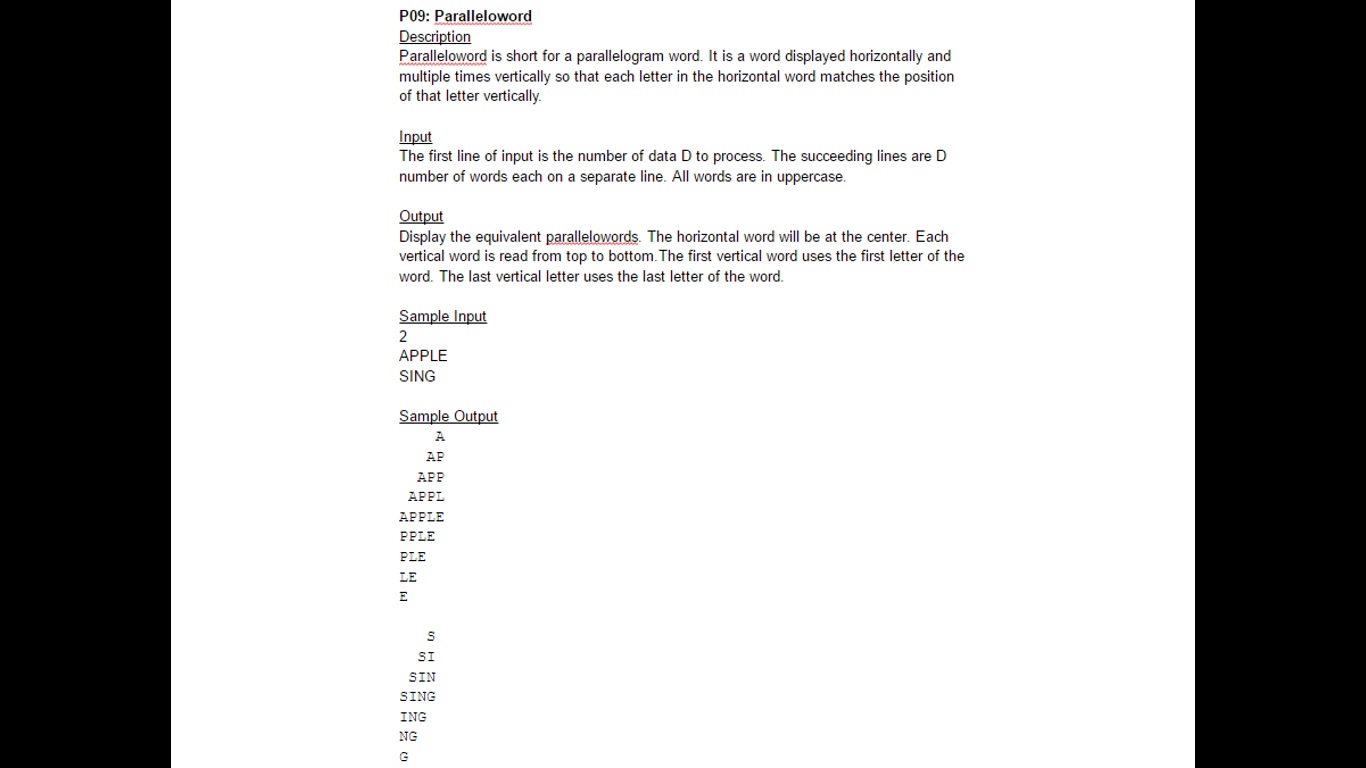 P09: Paralleloword
Description
Paralleloword is short for a parallelogram word. It is a word displayed horizontally and
multiple times vertically so that each letter in the horizontal word matches the position
of that letter vertically.

Input
The first line of input is the number of data D to process. The succeeding lines are D
number of words each on a separate line. All words are in uppercase.

Output
Display the equivalent parallelowords. The horizontal word will be at the center. Each
vertical word is read from top to bottom.The first vertical word uses the first letter of the
word. The last vertical letter uses the last letter of the word.

Sample Input
2
APPLE
SING

Sample Output
    A
   AP
  APP
 APPL
APPLE
PPLE
PLE
LE
E

   S
  SI
 SIN
SING
ING
NG
G